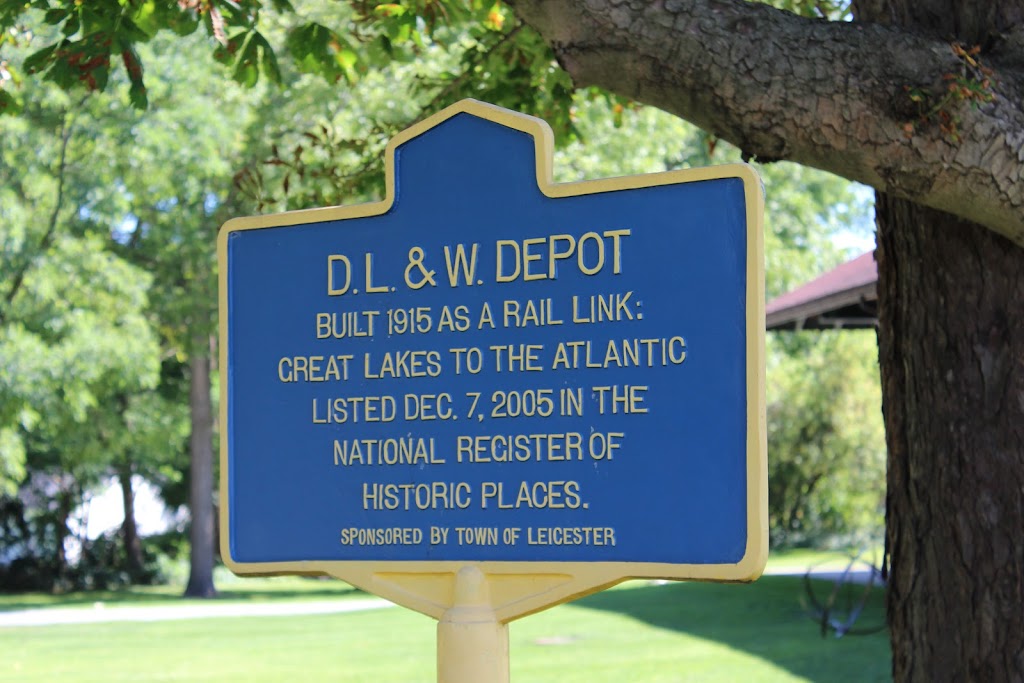 D.L.&W. DEPOT
BUILT 1915 AS A RAIL LINK:
GREAT LAKES TO THE ATLANTIC
LISTED DEC. 7, 2005 IN THE
NATIONAL REGISTER OF
HISTORIC PLACES.
SPONSORED BY TOWN OF LEICESTER